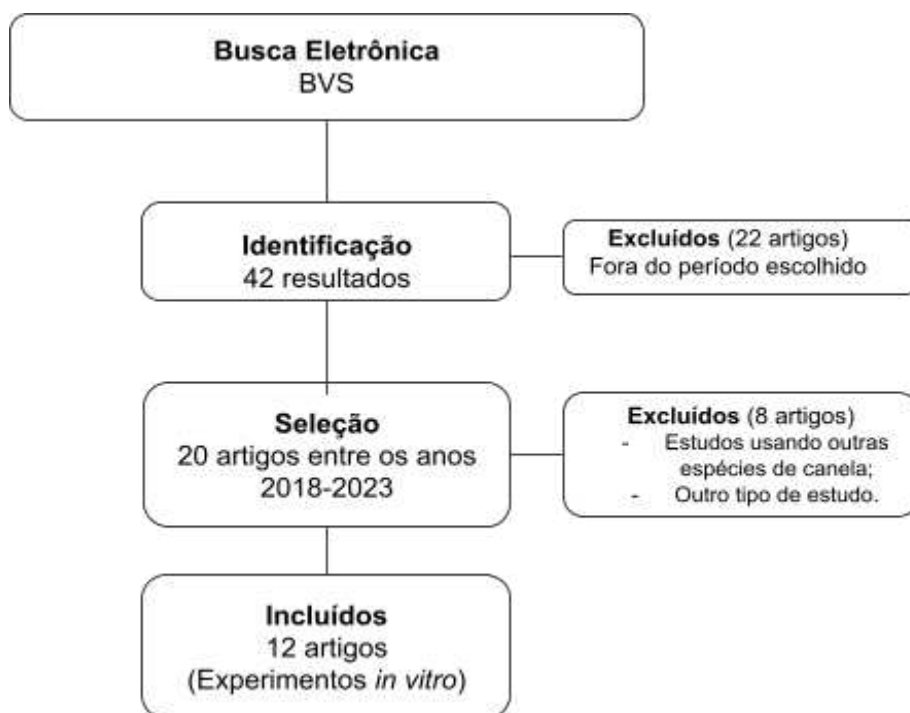 Busca Eletrônica
BVS
Identificação
42 resultados
Excluídos (22 artigos)
Fora do período escolhido
Seleção
20 artigos entre os anos
2018-2023
Excluídos (8 artigos)
- Estudos usando outras
espécies de canela;
- Outro tipo de estudo.
Incluídos
12 artigos
(Experimentos in vitro)